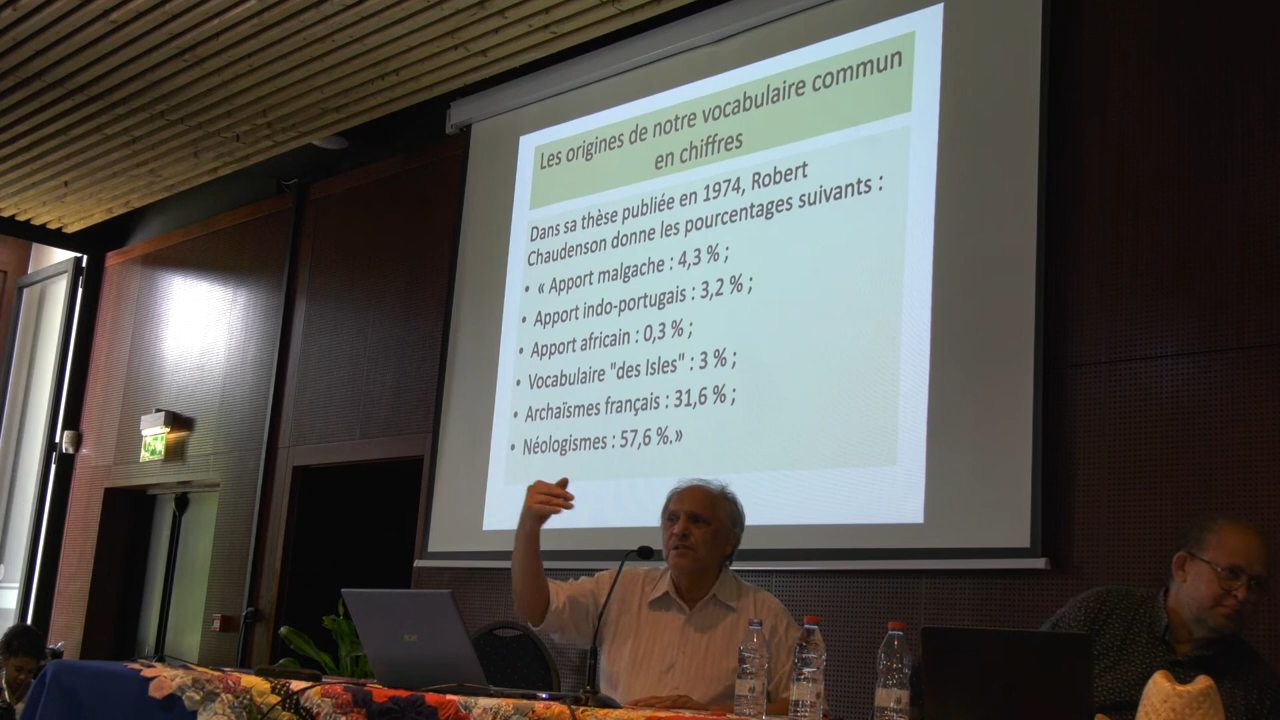 Les origines de notre vocabulaire commun
en chiffres
Dans sa thèse publiée en 1974, Robert
Chaudenson donne les pourcentages suivants :
• « Apport malgache : 4,3 % ;
• Apport indo-portugais : 3,2 % ;
• Apport africain : 0,3 % ;
• Vocabulaire "des Isles" : 3 % ;
• Archaïsmes français : 31,6 % ;
• Néologismes : 57,6 %.»